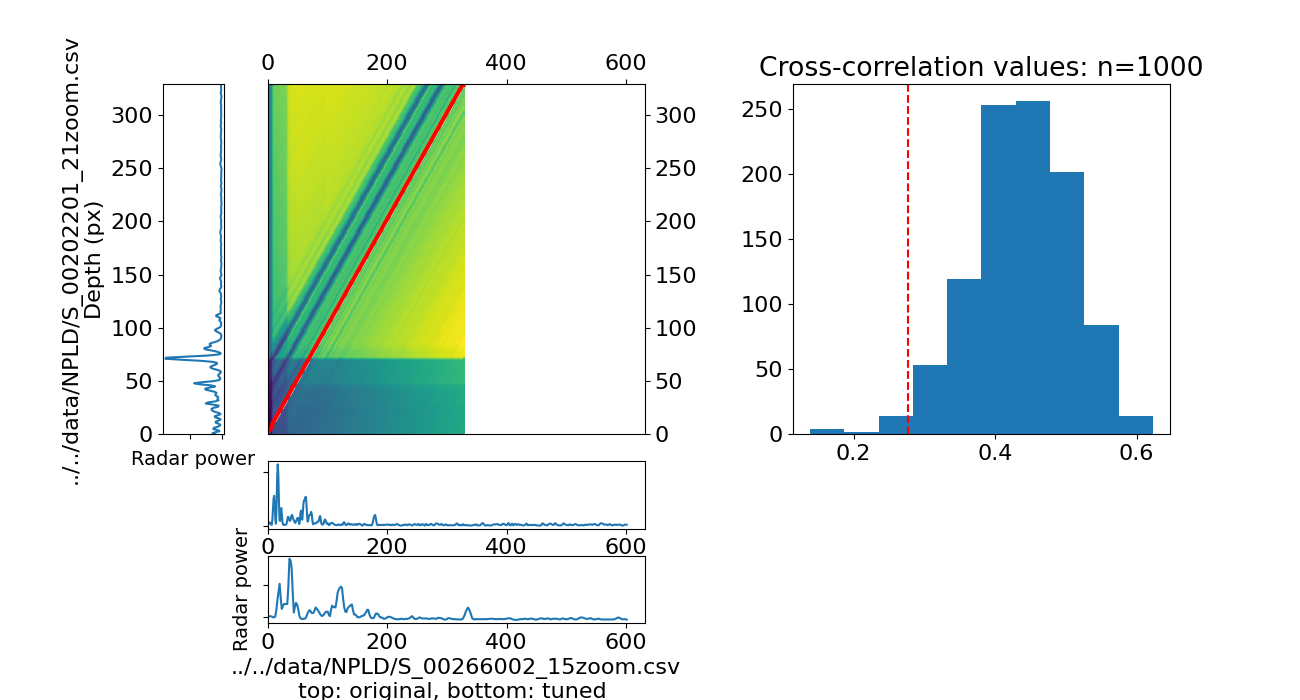 0 200 400 600
Cross-correlation values: n=1000
../../data/NPLD/S_00202201_21zoom.csv
Depth (px)
300
250
200
150
100
50
0
300
250
200
150
100
50
0
250
200
150
100
50
0
0.2 0.4 0.6
Radar power
0 200 400 600
Radar power
0 200 400 600
../../data/NPLD/S_00266002_15zoom.csv
top: original, bottom: tuned